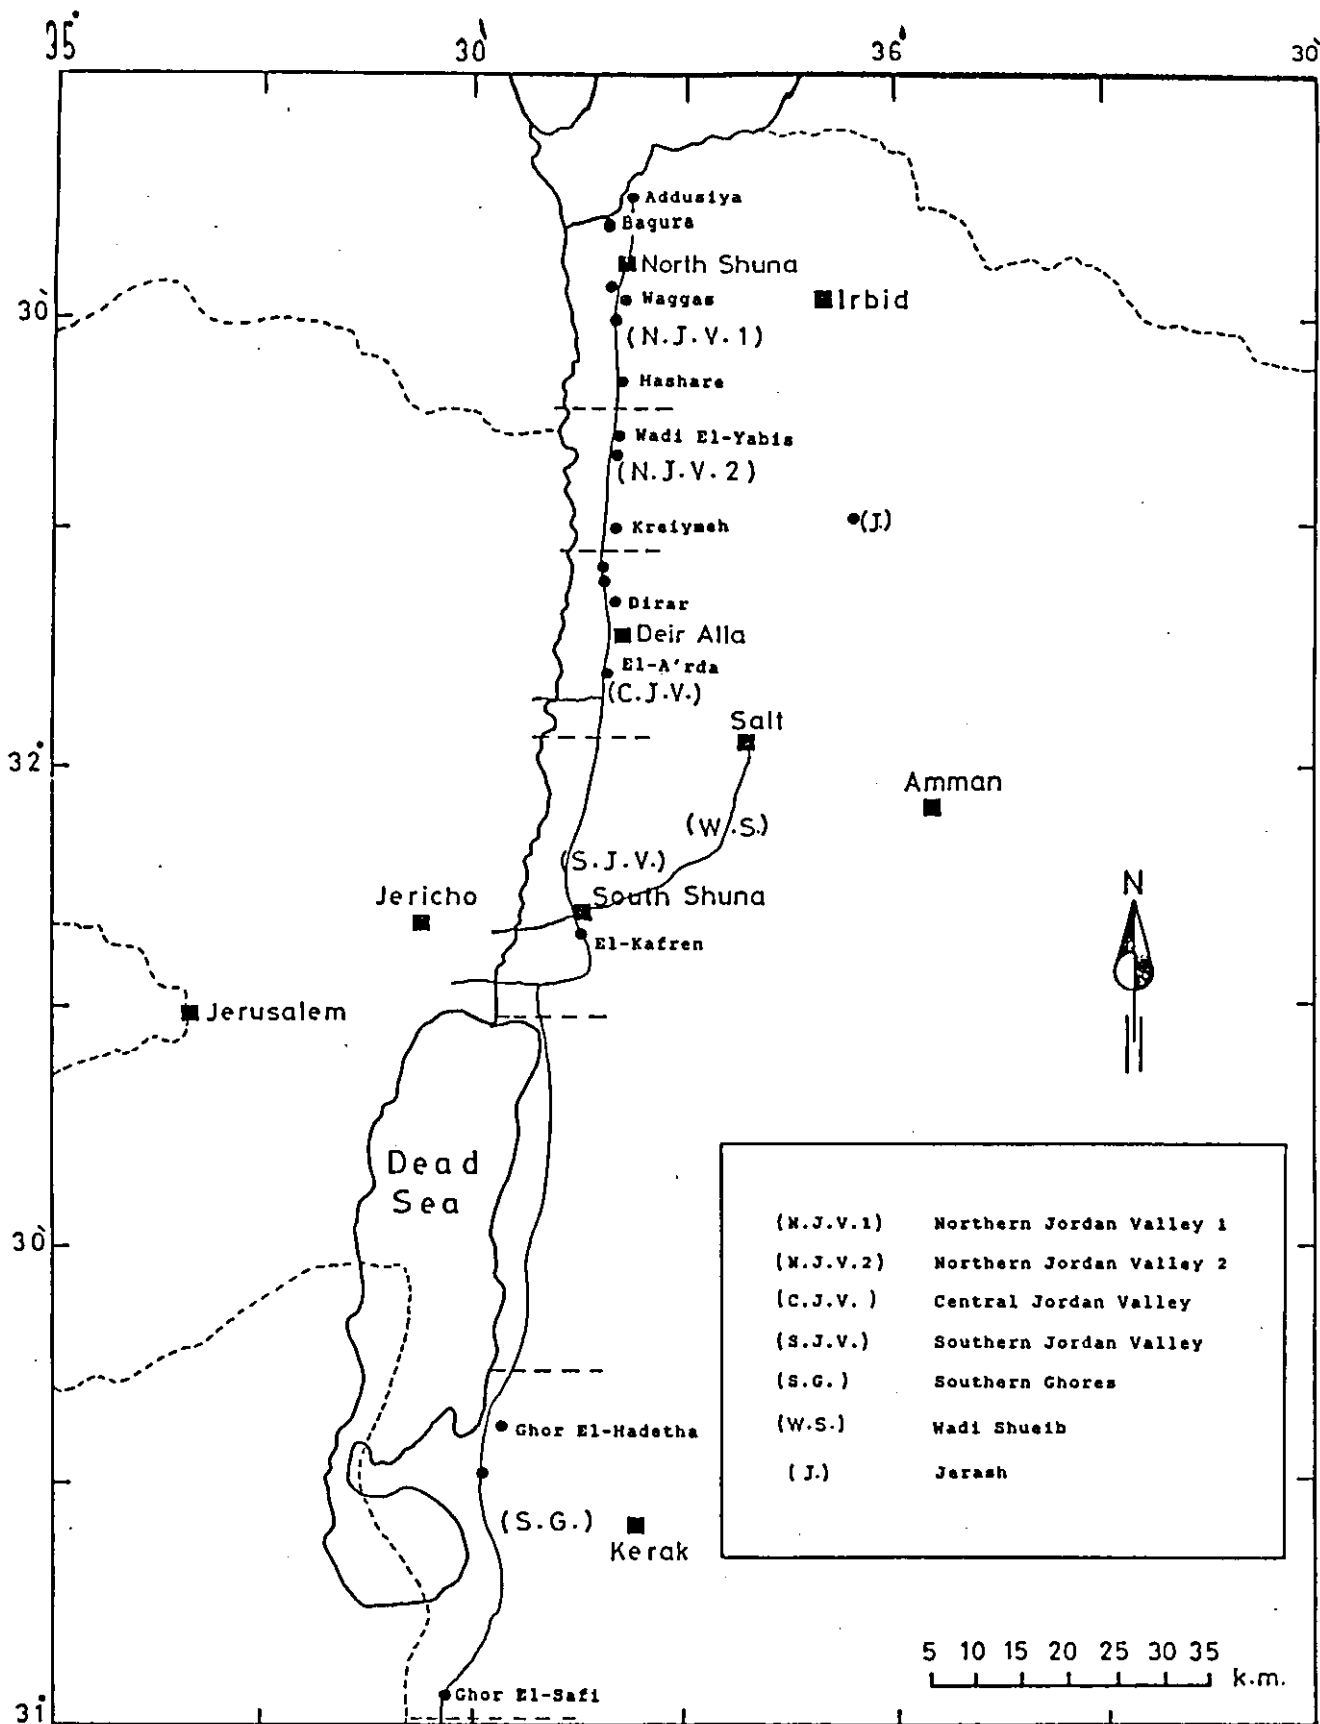 35°
30'
36°
30'
Addusiya
Bagura
North Shuna
Waggas
Irbid
30'
(N.J.V.1)
Hashare
Wadi El-Yabis
(N.J.V.2)
Kreiymeh
(J.)
Dirar
Deir Alla
El-A'rda
(C.J.V.)
Salt
32°
Amman
(W.S.)
(S.J.V.)
Jericho
South Shuna
N
El-Kafren
Jerusalem
Dead
Sea
30'
(N.J.V.1) Northern Jordan Valley 1
(N.J.V.2) Northern Jordan Valley 2
(C.J.V. ) Central Jordan Valley
(S.J.V.) Southern Jordan Valley
(S.G. ) Southern Ghores
(W.S.) Wadi Shueib
(J.) Jerash
Ghor El-Hadetha
(S.G.)
Kerak
5 10 15 20 25 30 35
k.m.
Ghor El-Safi
31°